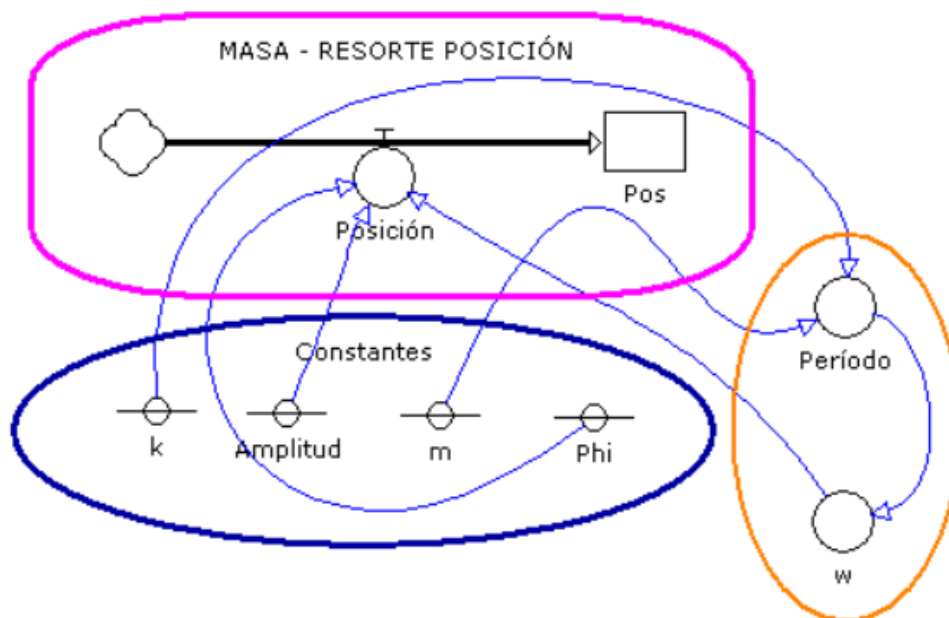 MASA - RESORTE POSICIÓN
Pos
Posición
Período
Constantes
k
Amplitud
m
Phi
w